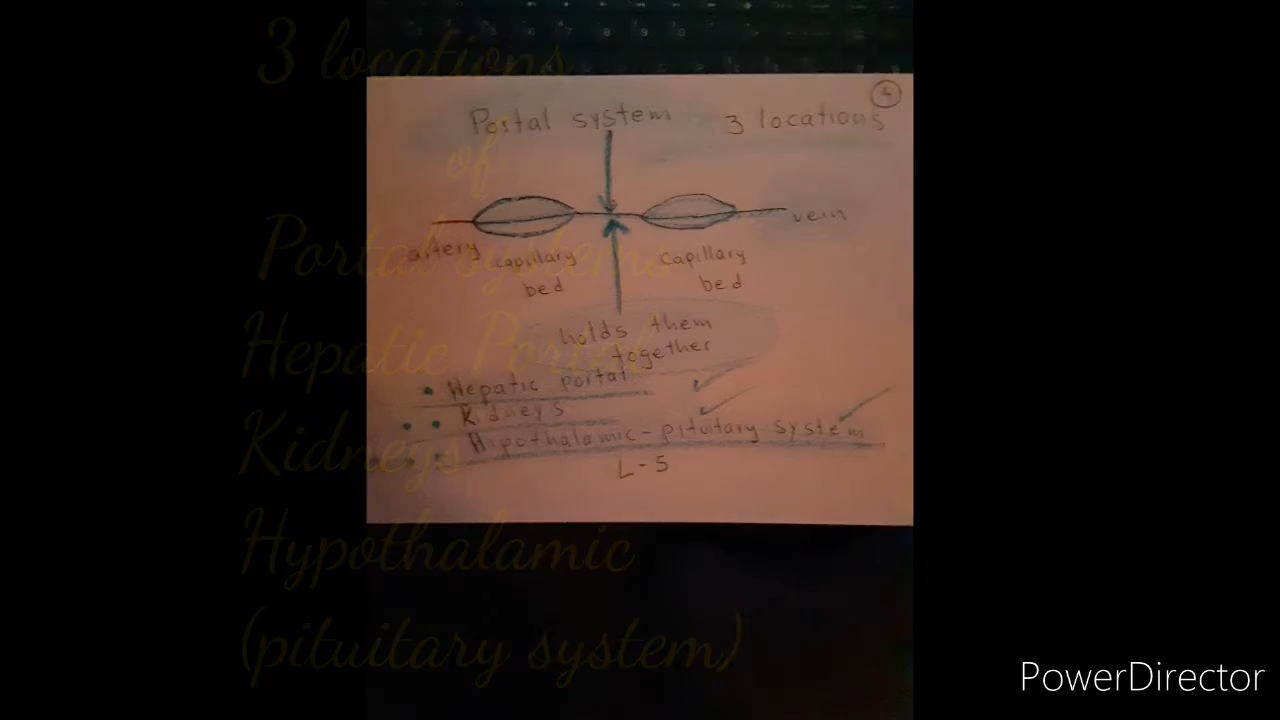 3 locations
of
Portal systems
Hepatic Portal
Kidneys
Hypothalamic
(pituitary system)
4
Portal system 3 locations
artery capillary bed capillary bed vein
holds them
together
• Hepatic portal
• • Kidneys
Hipothalamic - pituitary system
L-5
PowerDirector